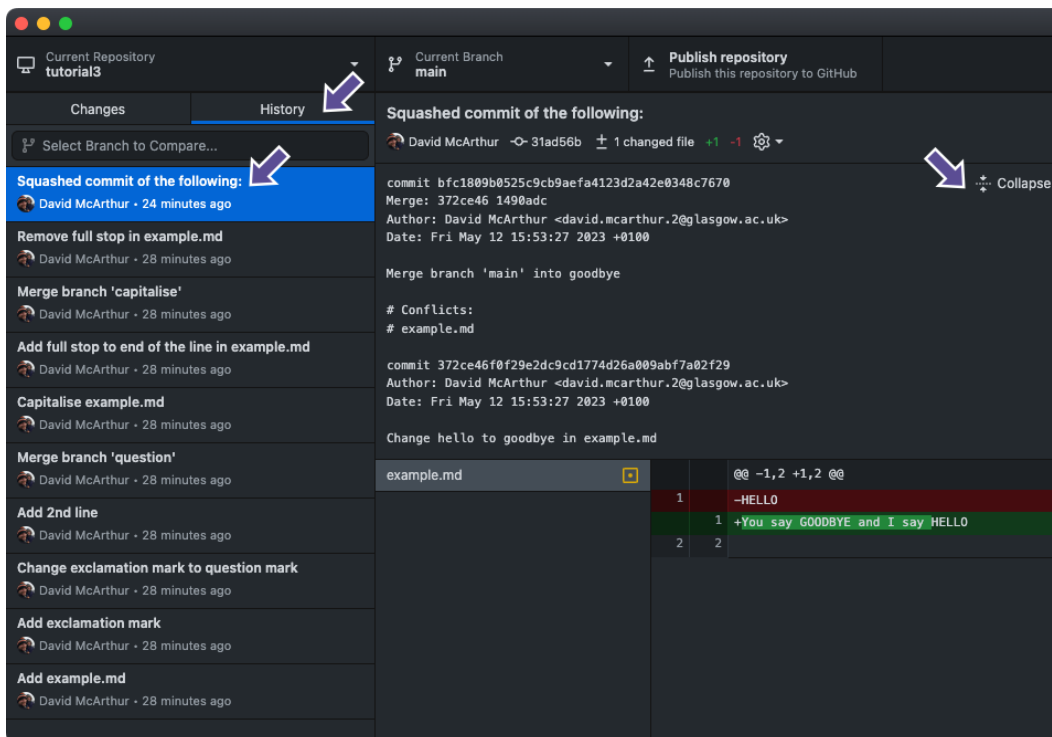 Current Repository
tutorial3
Current Branch
main
Publish repository
Publish this repository to GitHub
Changes
History
Select Branch to Compare...
Squashed commit of the following:
David McArthur • 24 minutes ago
Remove full stop in example.md
David McArthur • 28 minutes ago
Merge branch 'capitalise'
David McArthur • 28 minutes ago
Add full stop to end of the line in example.md
David McArthur • 28 minutes ago
Capitalise example.md
David McArthur • 28 minutes ago
Merge branch 'question'
David McArthur • 28 minutes ago
Add 2nd line
David McArthur • 28 minutes ago
Change exclamation mark to question mark
David McArthur • 28 minutes ago
Add exclamation mark
David McArthur • 28 minutes ago
Add example.md
David McArthur • 28 minutes ago
Squashed commit of the following:
David McArthur 31ad56b 1 changed file +1 -1
Collapse
commit bfc1809b0525c9cb9aefa4123d2a42e0348c7670
Merge: 372ce46 1490adc
Author: David McArthur <david.mcarthur.2@glasgow.ac.uk>
Date: Fri May 12 15:53:27 2023 +0100
Merge branch 'main' into goodbye
# Conflicts:
# example.md
commit 372ce46f0f29e2dc9cd1774d26a009abf7a02f29
Author: David McArthur <david.mcarthur.2@glasgow.ac.uk>
Date: Fri May 12 15:53:27 2023 +0100
Change hello to goodbye in example.md
example.md
@@ -1,2 +1,2 @@
1 -HELLO
1 +You say GOODBYE and I say HELLO
2 2